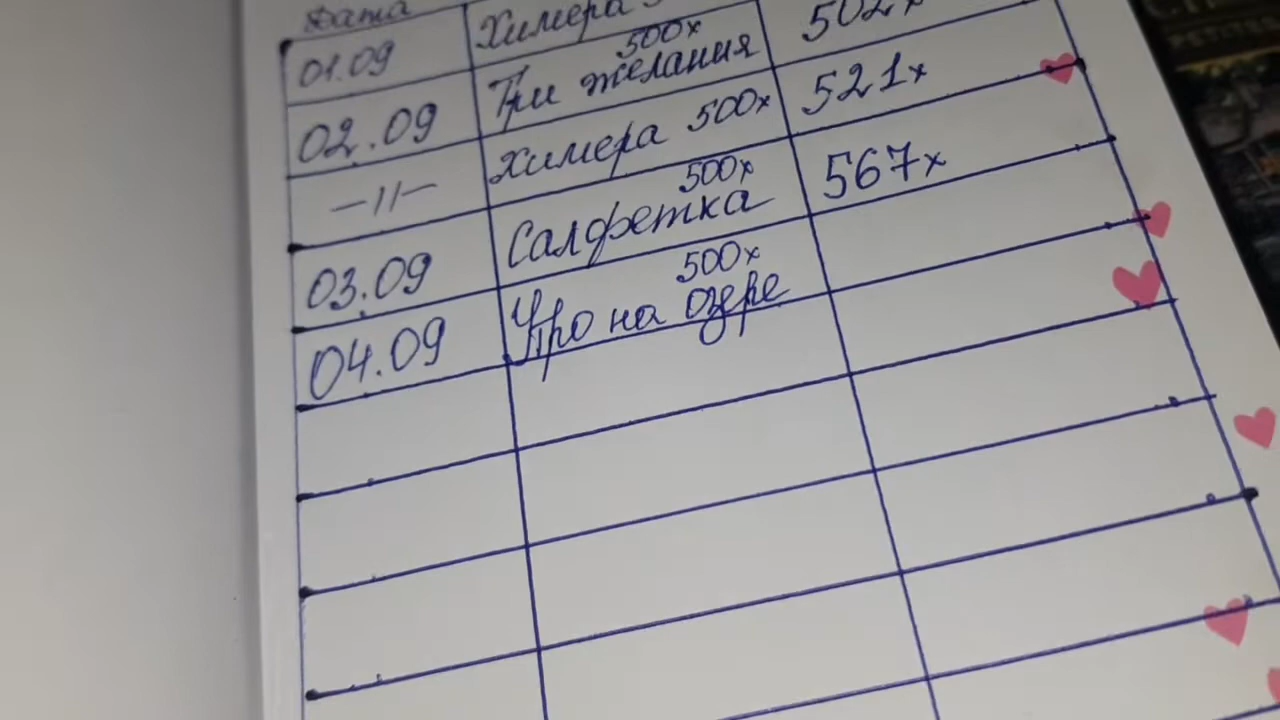 Дата
01.09 Химера
02.09 Три желания 500х 502х
—11— Химера 500х 521х
03.09 Салфетка 500х 567х
04.09 Утро на озере 500х